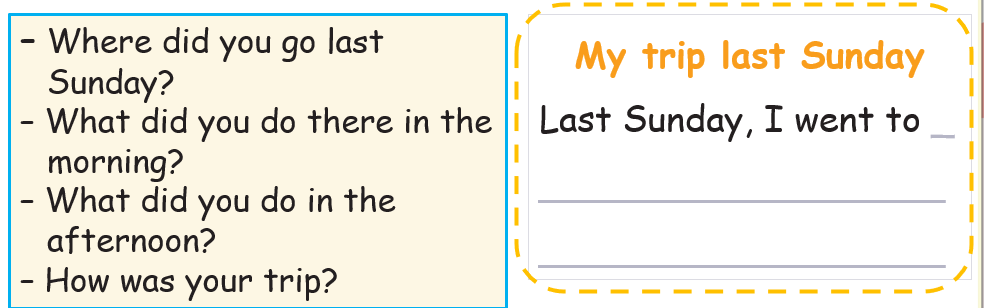 – Where did you go last
Sunday?
– What did you do there in the
morning?
– What did you do in the
afternoon?
– How was your trip?
My trip last Sunday
Last Sunday, I went to __